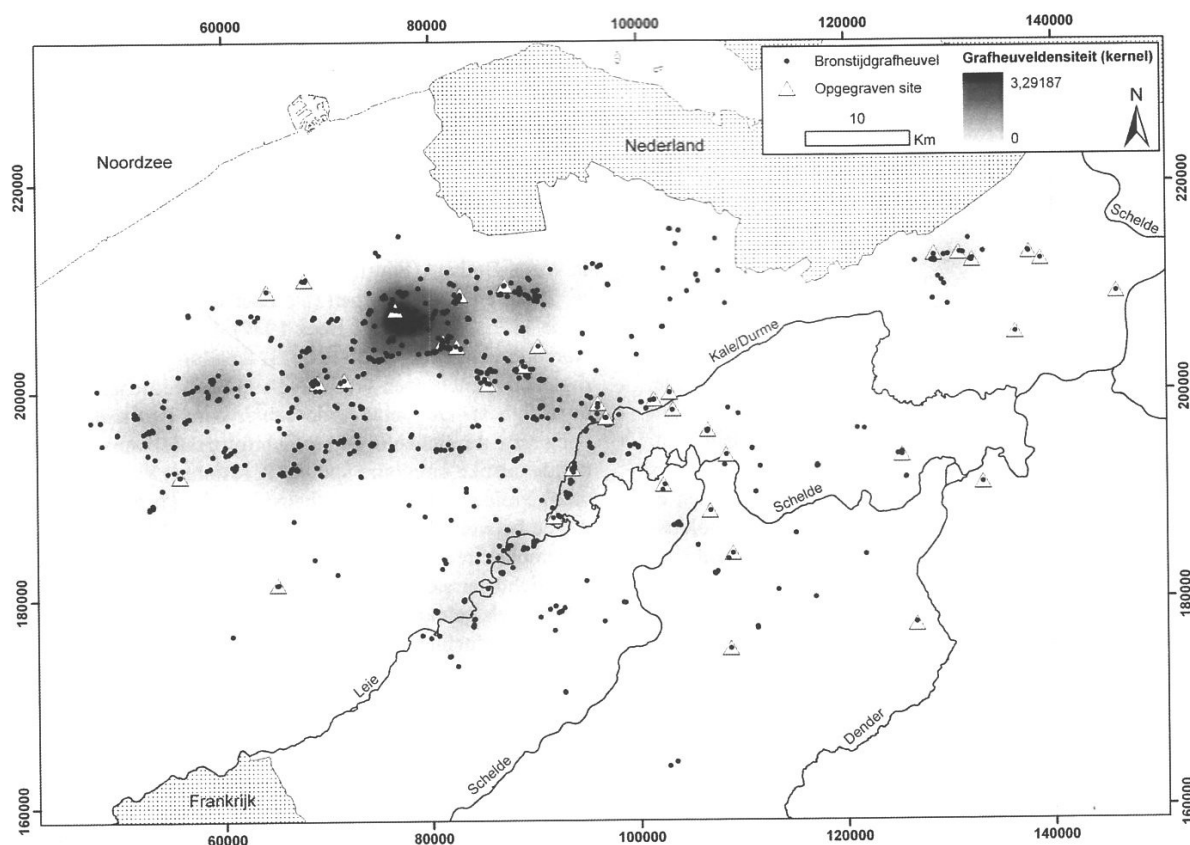 60000 80000 100000 120000 140000
Bronstijdgrafheuvel
Opgegraven site
10
Km
Grafheuveldensiteit (kernel)
3,29187
0
N
Noordzee
Nederland
220000
220000
Schelde
Kale/Durme
200000
200000
Schelde
180000
180000
Leie
Schelde
Dender
Frankrijk
160000
160000
60000 80000 100000 120000 140000